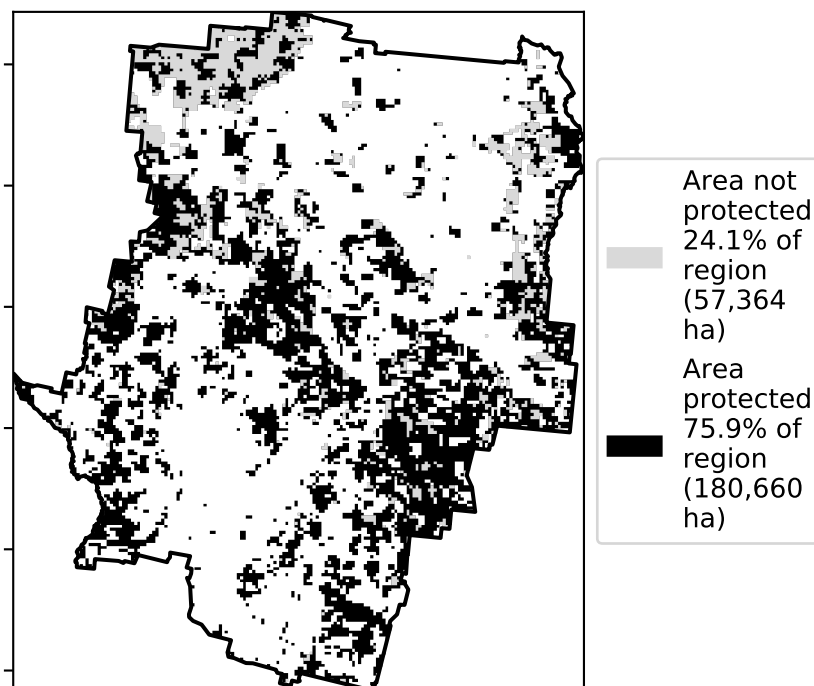 Area not
protected
24.1% of
region
(57,364
ha)
Area
protected
75.9% of
region
(180,660
ha)